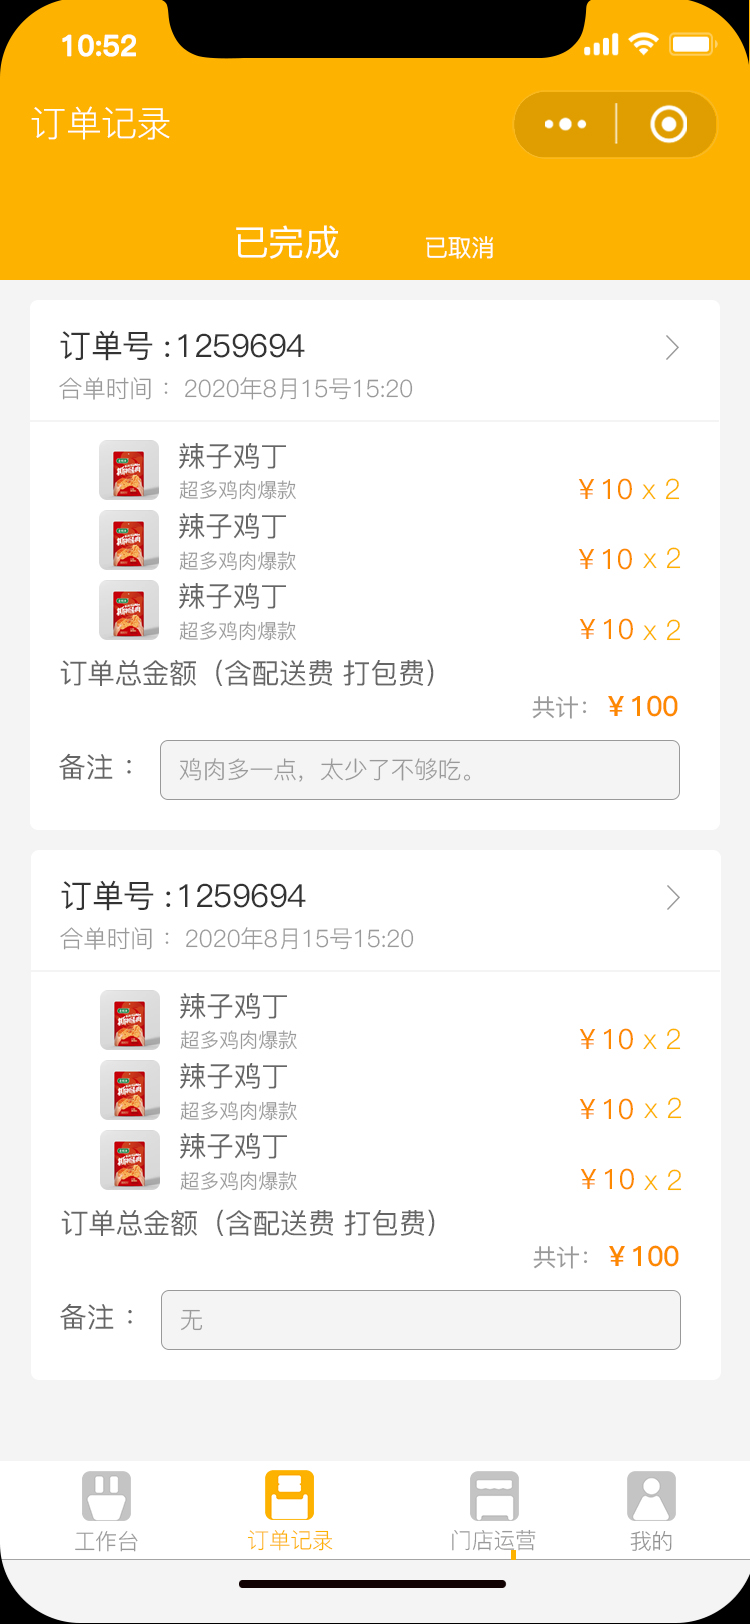 10:52
订单记录
已完成 已取消
订单号 :1259694
合单时间 ：2020年8月15号15:20
辣子鸡丁
超多鸡肉爆款 ¥10 x 2
辣子鸡丁
超多鸡肉爆款 ¥10 x 2
辣子鸡丁
超多鸡肉爆款 ¥10 x 2
订单总金额（含配送费 打包费）
共计： ¥100
备注 ： 鸡肉多一点，太少了不够吃。
订单号 :1259694
合单时间 ：2020年8月15号15:20
辣子鸡丁
超多鸡肉爆款 ¥10 x 2
辣子鸡丁
超多鸡肉爆款 ¥10 x 2
辣子鸡丁
超多鸡肉爆款 ¥10 x 2
订单总金额（含配送费 打包费）
共计： ¥100
备注 ： 无
工作台 订单记录 门店运营 我的